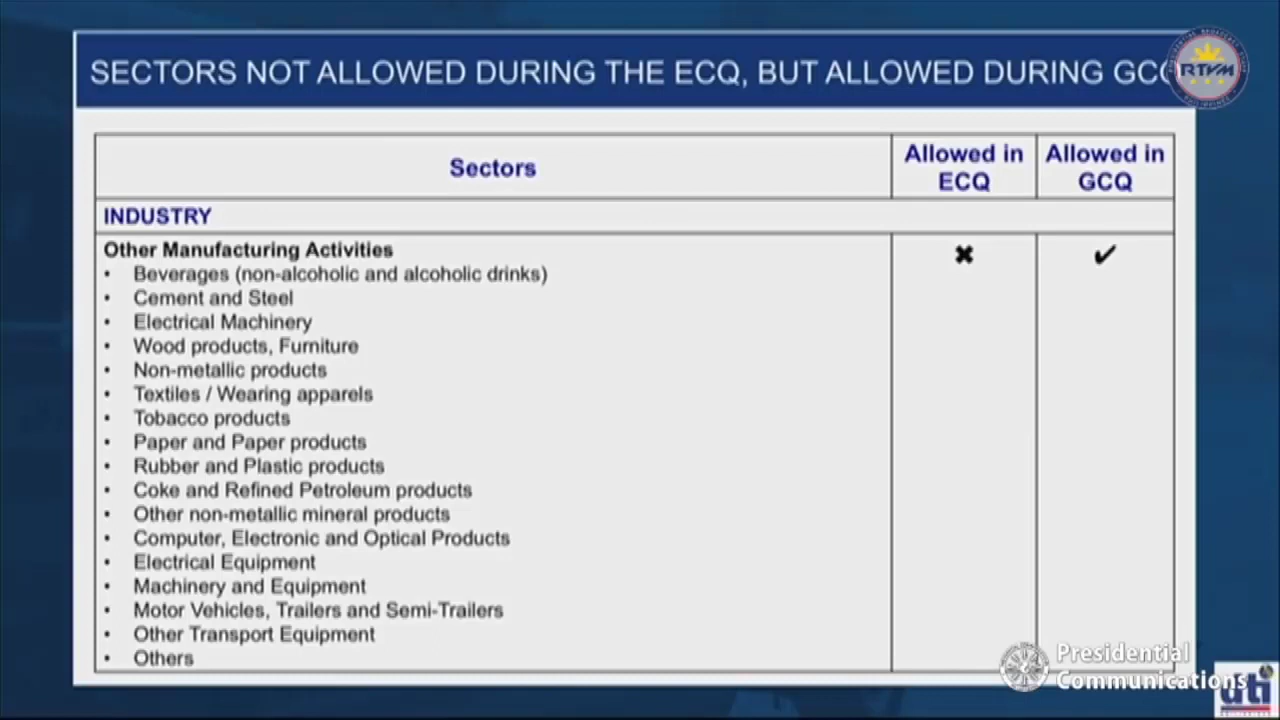 SECTORS NOT ALLOWED DURING THE ECQ, BUT ALLOWED DURING GC
RTVM
PHILIPPINES
Sectors
Allowed in ECQ
Allowed in GCQ
INDUSTRY
Other Manufacturing Activities
✖ ✔
• Beverages (non-alcoholic and alcoholic drinks)
• Cement and Steel
• Electrical Machinery
• Wood products, Furniture
• Non-metallic products
• Textiles / Wearing apparels
• Tobacco products
• Paper and Paper products
• Rubber and Plastic products
• Coke and Refined Petroleum products
• Other non-metallic mineral products
• Computer, Electronic and Optical Products
• Electrical Equipment
• Machinery and Equipment
• Motor Vehicles, Trailers and Semi-Trailers
• Other Transport Equipment
• Others
Presidential
Communications
dti